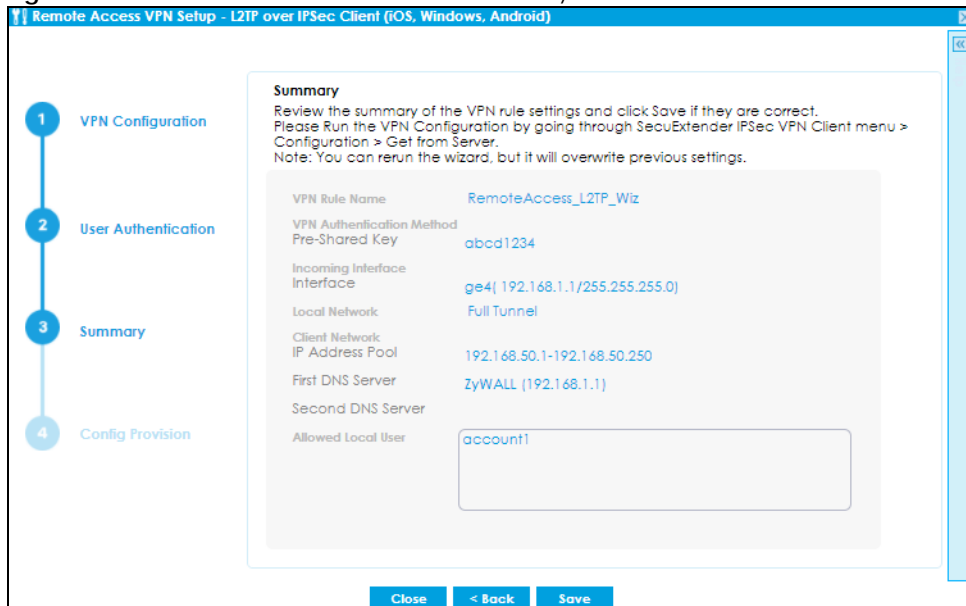 Remote Access VPN Setup - L2TP over IPSec Client (iOS, Windows, Android)
1 VPN Configuration
2 User Authentication
3 Summary
4 Config Provision
Summary
Review the summary of the VPN rule settings and click Save if they are correct.
Please Run the VPN Configuration by going through SecuExtender IPSec VPN Client menu >
Configuration > Get from Server.
Note: You can rerun the wizard, but it will overwrite previous settings.
VPN Rule Name RemoteAccess_L2TP_Wiz
VPN Authentication Method
Pre-Shared Key abcd1234
Incoming Interface
Interface ge4( 192.168.1.1/255.255.255.0)
Local Network Full Tunnel
Client Network
IP Address Pool 192.168.50.1-192.168.50.250
First DNS Server ZyWALL (192.168.1.1)
Second DNS Server
Allowed Local User account1
Close < Back Save